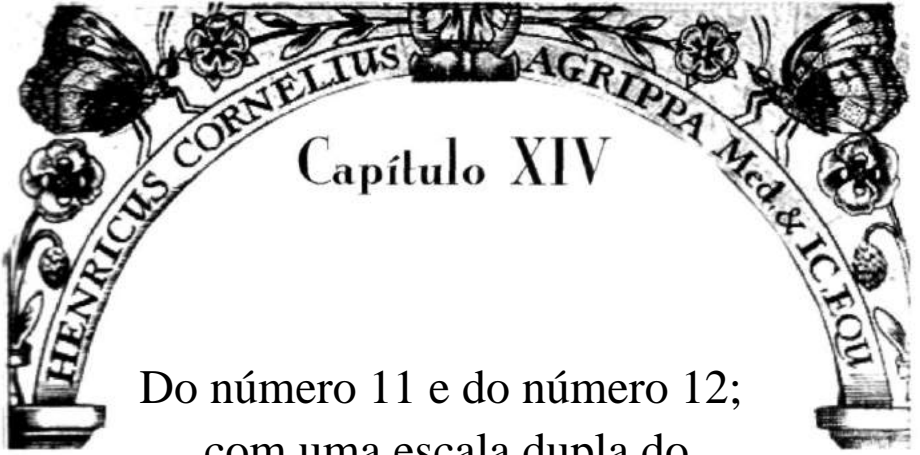 HENRICUS CORNELIUS AGRIPPA Med, & IC, EQU
Capítulo XIV
Do número 11 e do número 12;
com uma escala dupla do